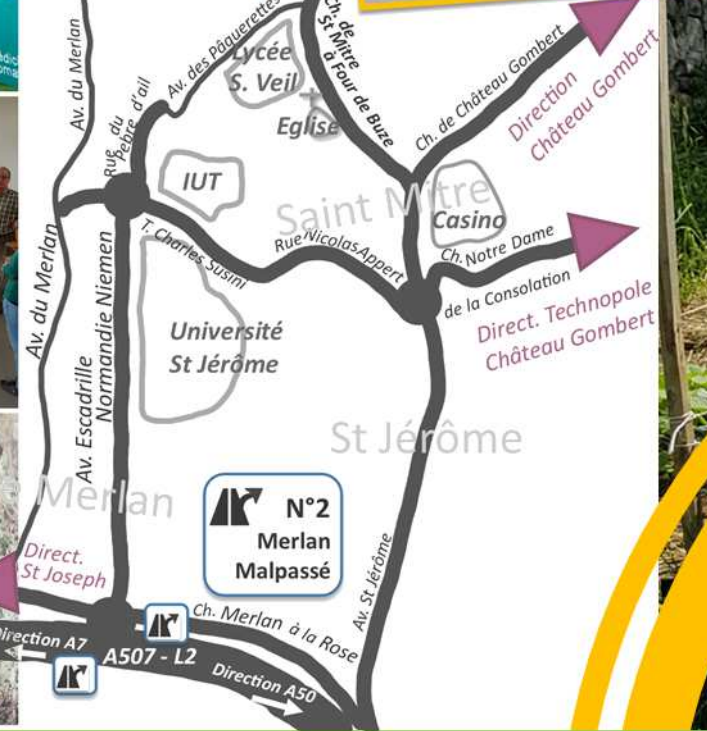 Av. du Merlan
Rue du
Pebre d'ail
Av. des Pâquerettes
Lycée
S. Veil
Eglise
Ch. de
St Mitre
à Four de Buze
Ch. de Château Gombert
Direction
Château Gombert
IUT
Saint Mitre
Casino
T. Charles Susini
Rue Nicolas Appert
Ch. Notre Dame
de la Consolation
Direct. Technopole
Château Gombert
Av. du Merlan
Av. Escadrille
Normandie Niemen
Université
St Jérôme
St Jérôme
Merlan
N°2
Merlan
Malpassé
Direct.
St Joseph
Ch. Merlan à la Rose
Av. St Jérôme
Direction A7
A507 - L2
Direction A50